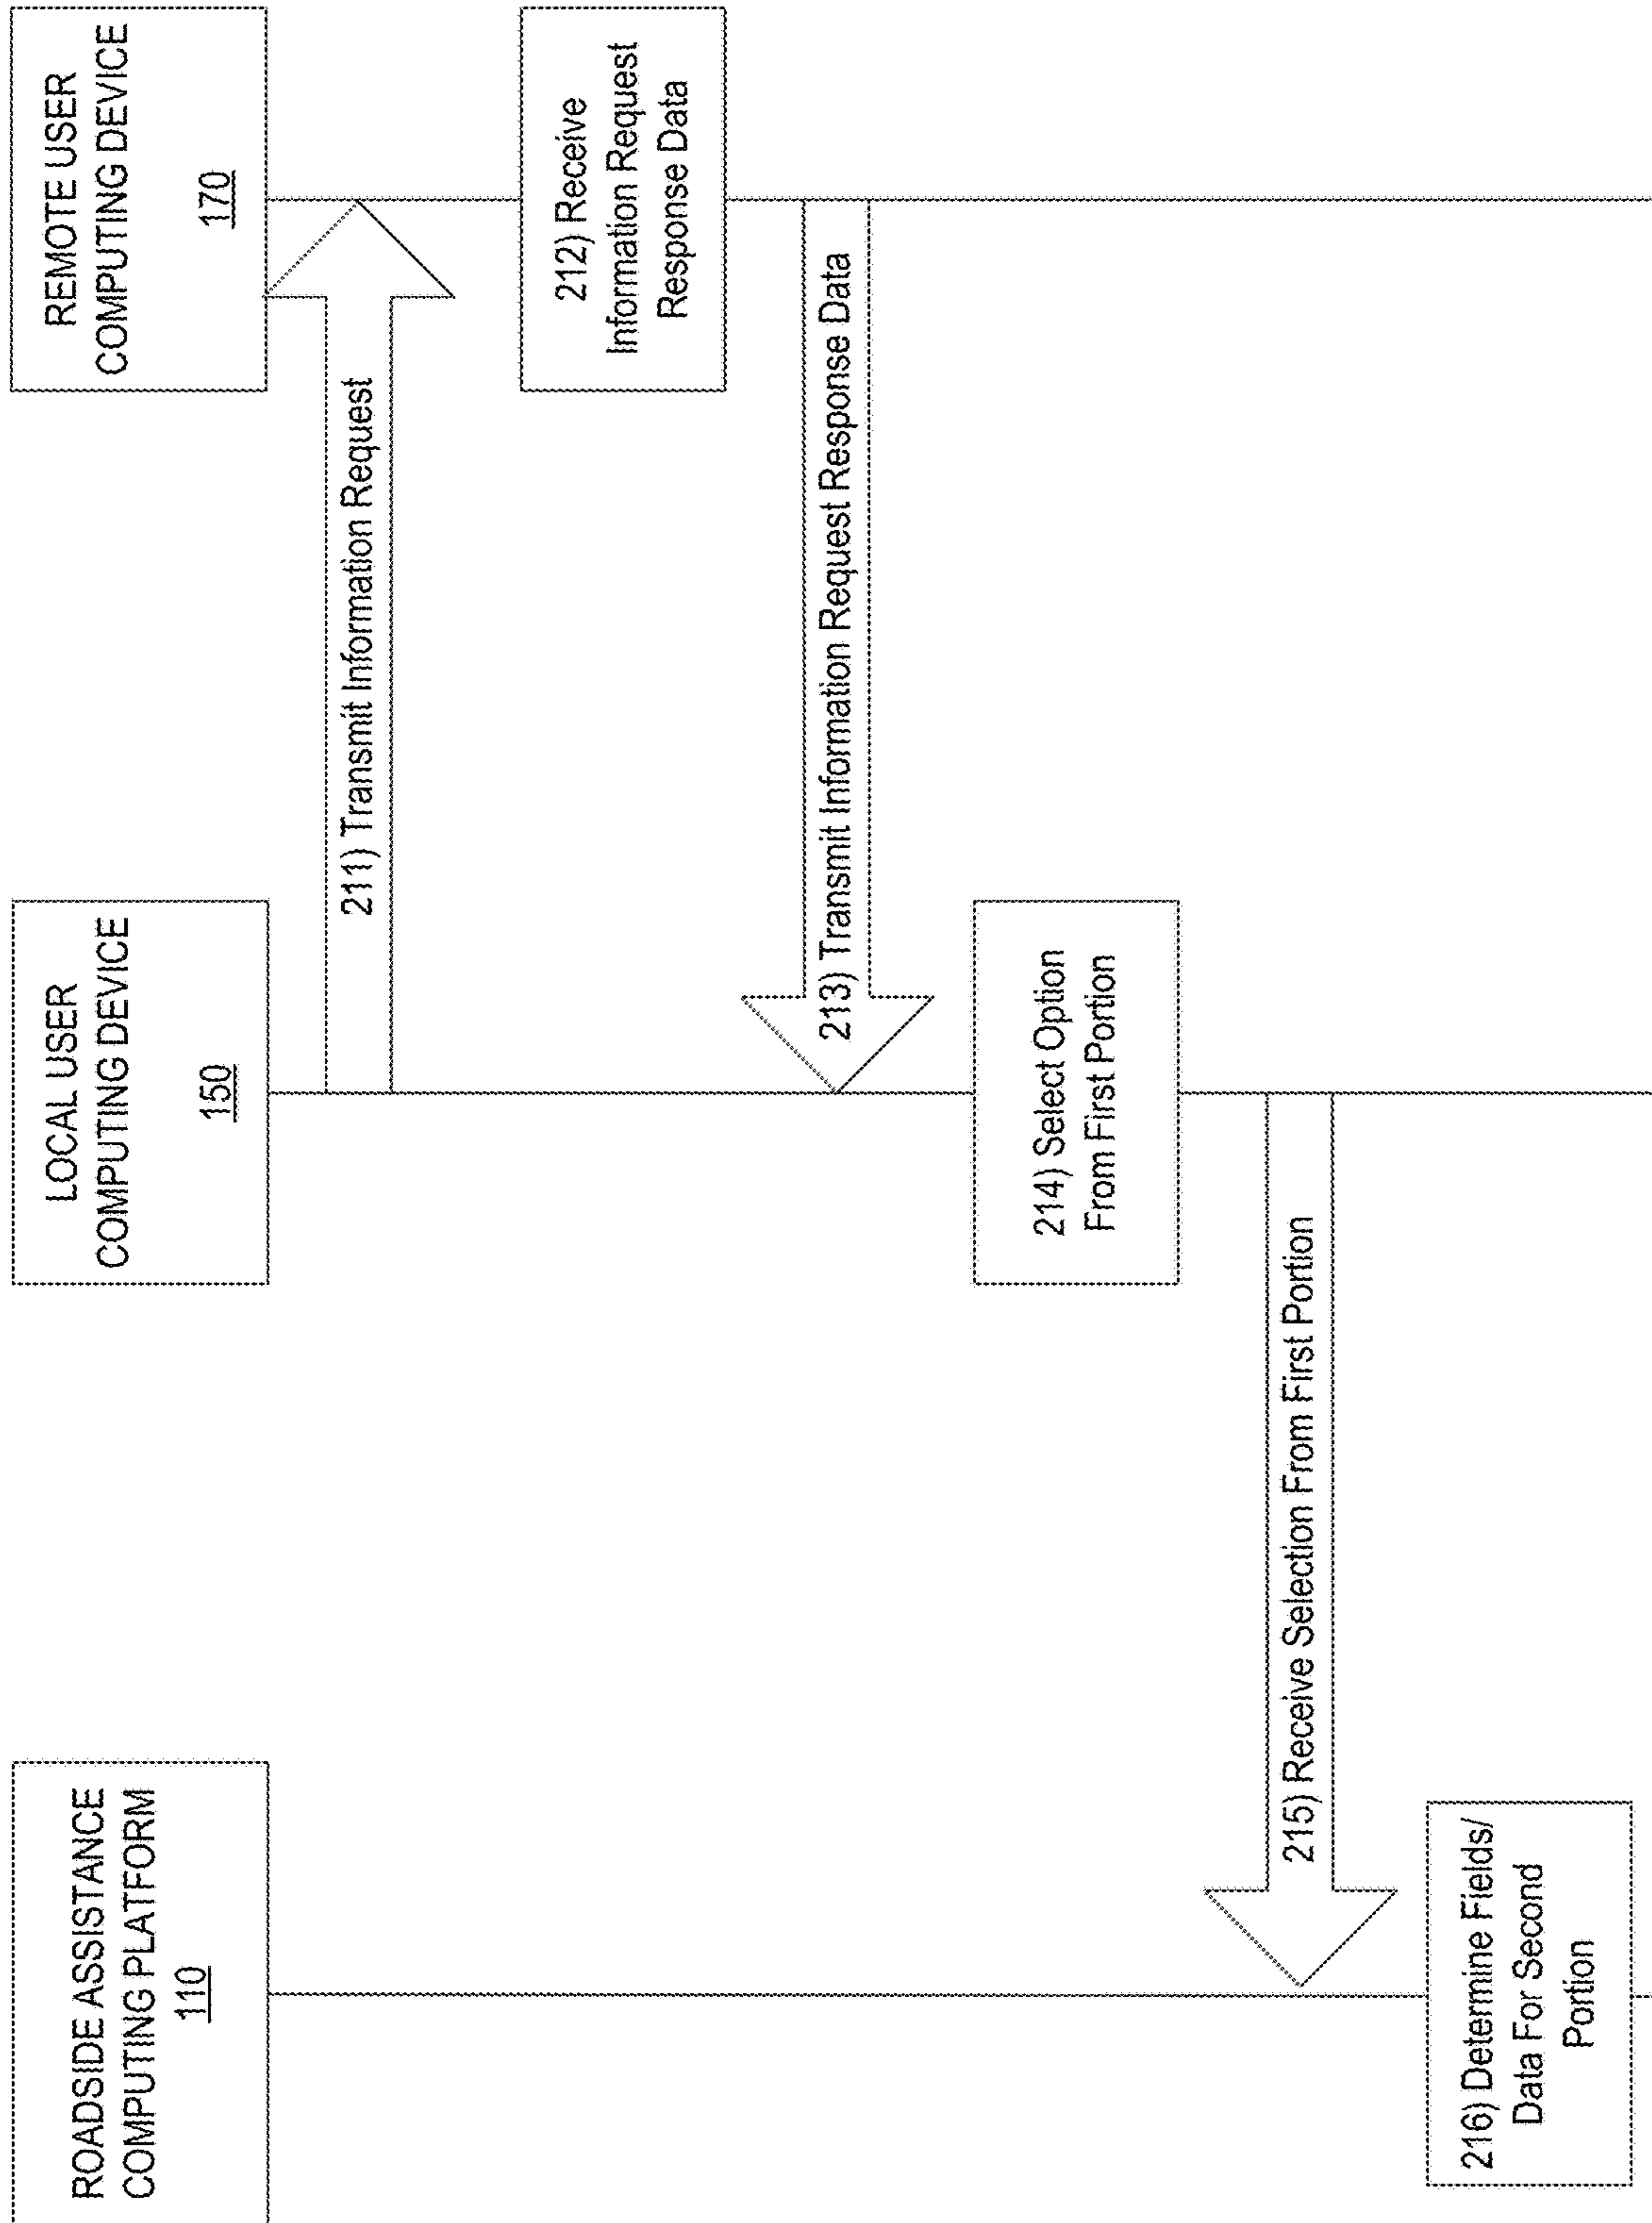 ROADSIDE ASSISTANCE
COMPUTING PLATFORM
110
LOCAL USER
COMPUTING DEVICE
150
REMOTE USER
COMPUTING DEVICE
170
211) Transmit Information Request
212) Receive
Information Request
Response Data
213) Transmit Information Request Response Data
214) Select Option
From First Portion
215) Receive Selection From First Portion
216) Determine Fields/
Data For Second
Portion